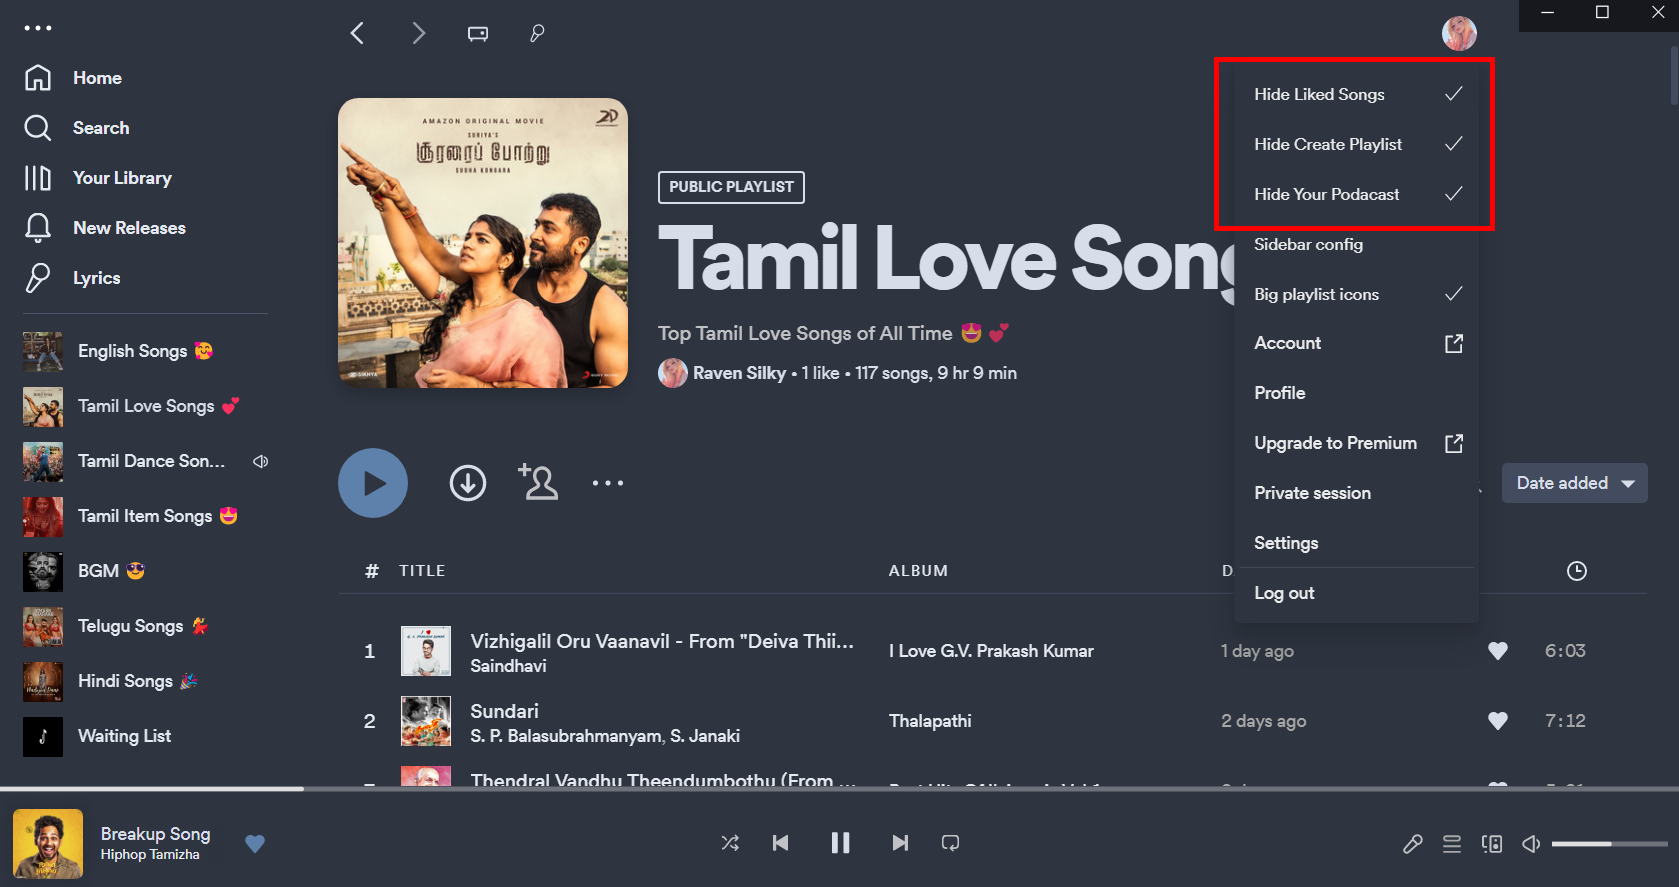 Home
Search
Your Library
New Releases
Lyrics
English Songs 🥰
Tamil Love Songs 💕
Tamil Dance Son...
Tamil Item Songs 😍
BGM 😎
Telugu Songs 💃
Hindi Songs 🎉
Waiting List
AMAZON ORIGINAL MOVIE
2D
SURIYA'S
சூரரைப் போற்று
SUDHA KONGARA
SIKHYA
PUBLIC PLAYLIST
Tamil Love Song
Top Tamil Love Songs of All Time 😍 💕
Raven Silky • 1 like • 117 songs, 9 hr 9 min
Hide Liked Songs
Hide Create Playlist
Hide Your Podacast
Sidebar config
Big playlist icons
Account
Profile
Upgrade to Premium
Private session
Settings
Log out
Date added
# TITLE ALBUM D
1 Vizhigalil Oru Vaanavil - From "Deiva Thii... I Love G.V. Prakash Kumar 1 day ago 6:03
Saindhavi
2 Sundari Thalapathi 2 days ago 7:12
S. P. Balasubrahmanyam, S. Janaki
Thendral Vandhu Theendumbothu (From ...
Breakup Song
Hiphop Tamizha